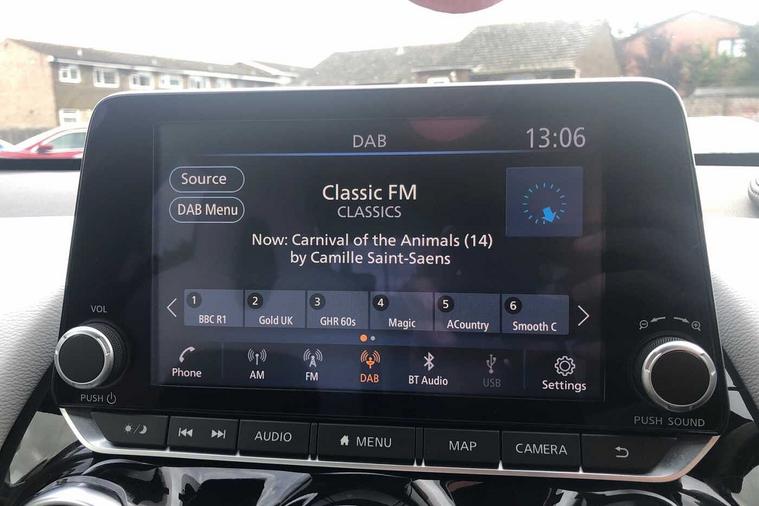 DAB
13:06
Source
DAB Menu
Classic FM
CLASSICS
Now: Carnival of the Animals (14)
by Camille Saint-Saens
1 BBC R1
2 Gold UK
3 GHR 60s
4 Magic
5 ACountry
6 Smooth C
Phone
AM
FM
DAB
BT Audio
USB
Settings
VOL
PUSH
PUSH SOUND
AUDIO
MENU
MAP
CAMERA